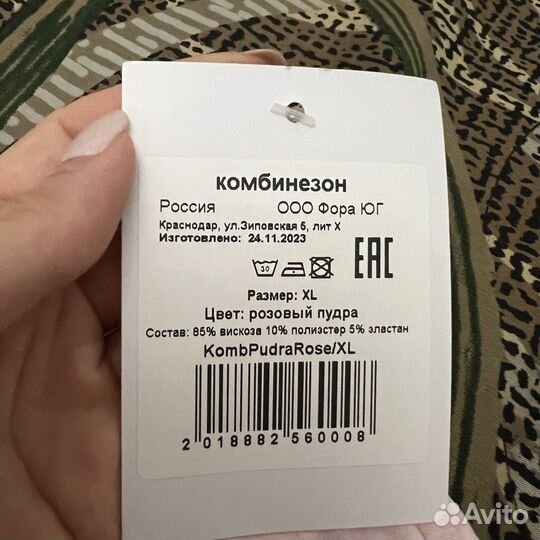 комбинезон
Россия ООО Фора ЮГ
Краснодар, ул.Зиповская 5, лит Х
Изготовлено: 24.11.2023
30
EAC
Размер: XL
Цвет: розовый пудра
Состав: 85% вискоза 10% полиэстер 5% эластан
KombPudraRose/XL
2 018882 560008
Avito